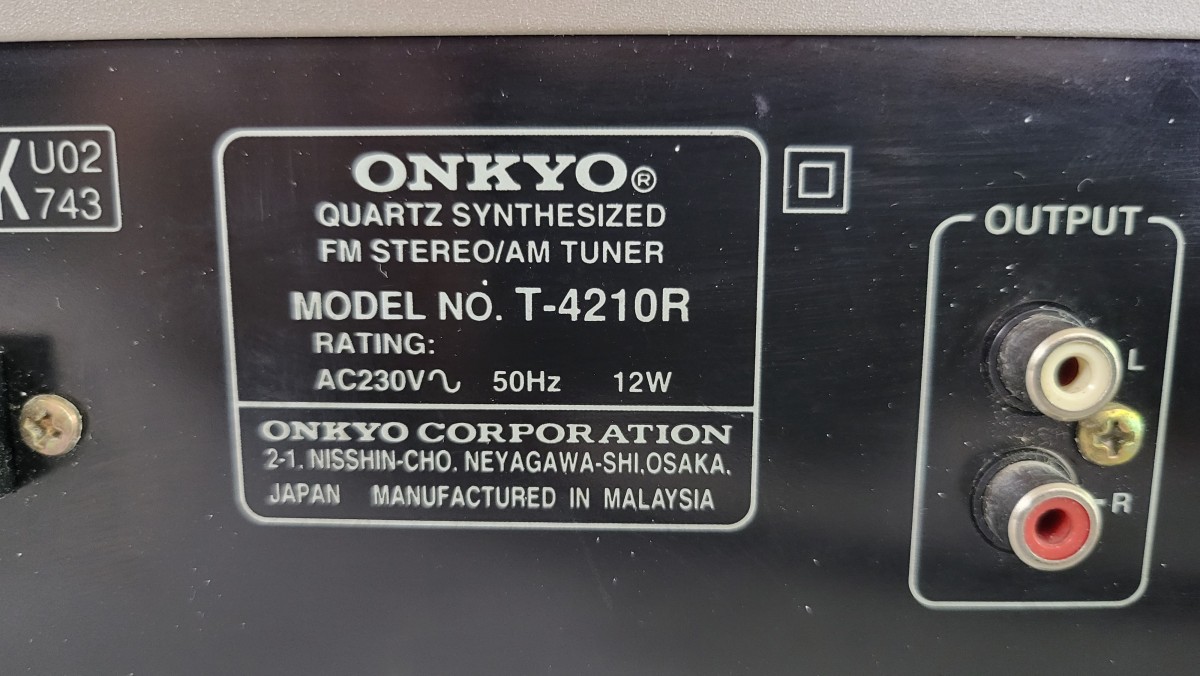 U02
743
ONKYO®
QUARTZ SYNTHESIZED
FM STEREO/AM TUNER
MODEL NO. T-4210R
RATING:
AC230V∿ 50Hz 12W
ONKYO CORPORATION
2-1. NISSHIN-CHO. NEYAGAWA-SHI,OSAKA.
JAPAN MANUFACTURED IN MALAYSIA
OUTPUT
L
R